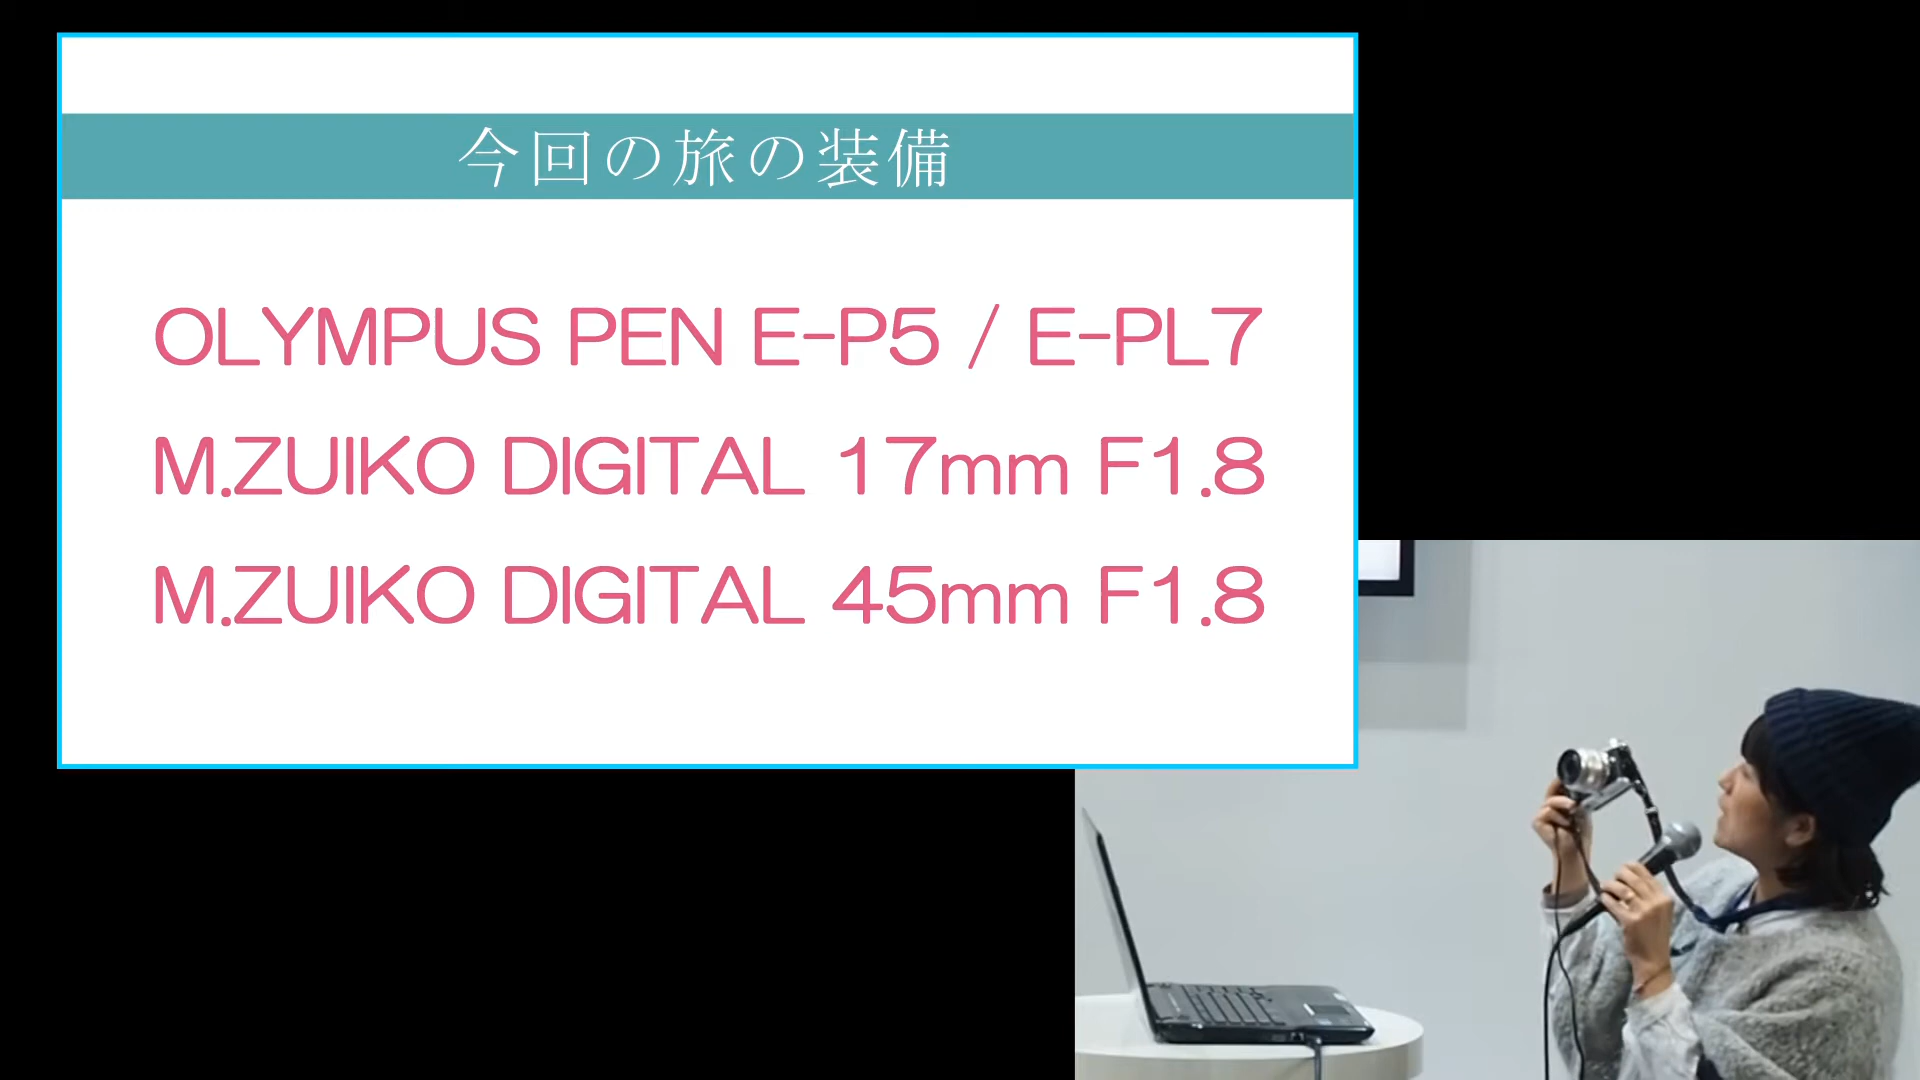 今回の旅の装備
OLYMPUS PEN E-P5 / E-PL7
M.ZUIKO DIGITAL 17mm F1.8
M.ZUIKO DIGITAL 45mm F1.8